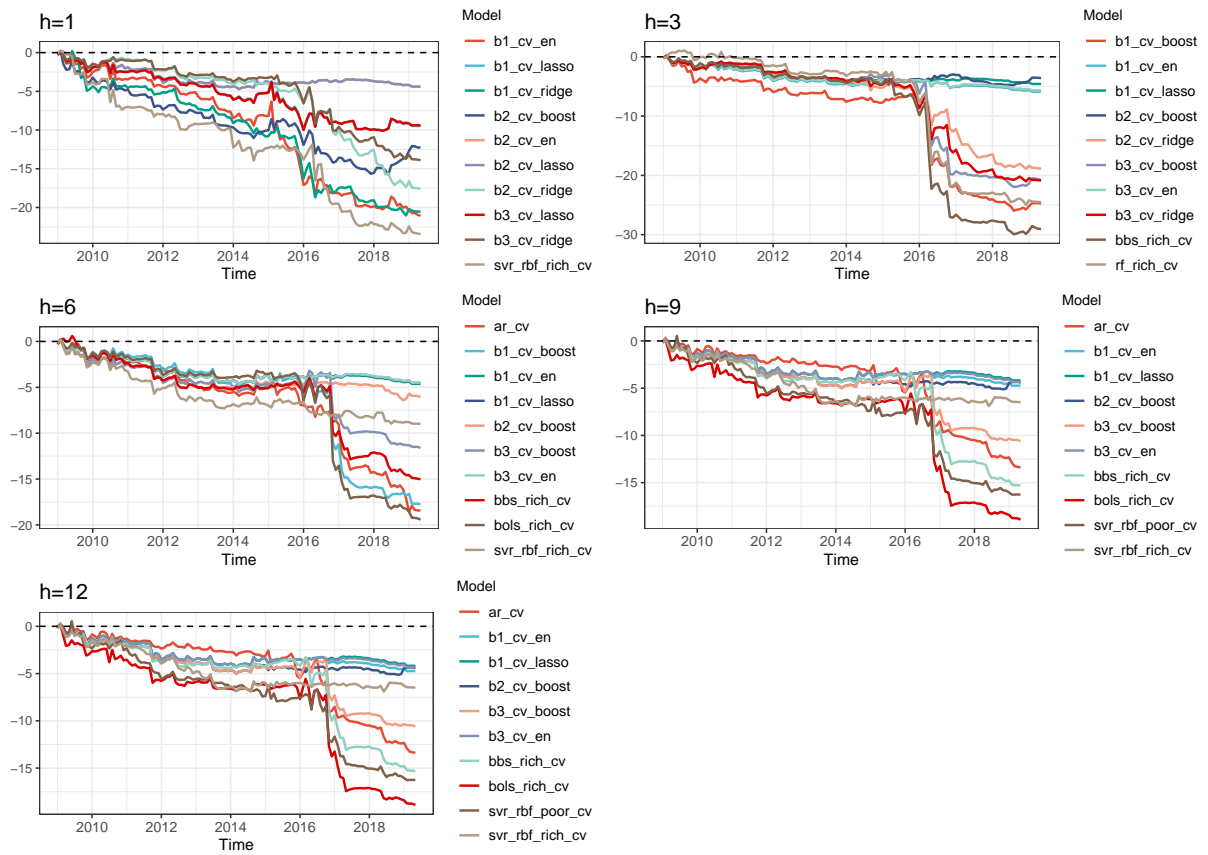 h=1
0
−5
−10
−15
−20
2010 2012 2014 2016 2018
Time
Model
b1_cv_en
b1_cv_lasso
b1_cv_ridge
b2_cv_boost
b2_cv_en
b2_cv_lasso
b2_cv_ridge
b3_cv_lasso
b3_cv_ridge
svr_rbf_rich_cv
h=3
0
−10
−20
−30
2010 2012 2014 2016 2018
Time
Model
b1_cv_boost
b1_cv_en
b1_cv_lasso
b2_cv_boost
b2_cv_ridge
b3_cv_boost
b3_cv_en
b3_cv_ridge
bbs_rich_cv
rf_rich_cv
h=6
0
−5
−10
−15
−20
2010 2012 2014 2016 2018
Time
Model
ar_cv
b1_cv_boost
b1_cv_en
b1_cv_lasso
b2_cv_boost
b3_cv_boost
b3_cv_en
bbs_rich_cv
bols_rich_cv
svr_rbf_rich_cv
h=9
0
−5
−10
−15
2010 2012 2014 2016 2018
Time
Model
ar_cv
b1_cv_en
b1_cv_lasso
b2_cv_boost
b3_cv_boost
b3_cv_en
bbs_rich_cv
bols_rich_cv
svr_rbf_poor_cv
svr_rbf_rich_cv
h=12
0
−5
−10
−15
2010 2012 2014 2016 2018
Time
Model
ar_cv
b1_cv_en
b1_cv_lasso
b2_cv_boost
b3_cv_boost
b3_cv_en
bbs_rich_cv
bols_rich_cv
svr_rbf_poor_cv
svr_rbf_rich_cv